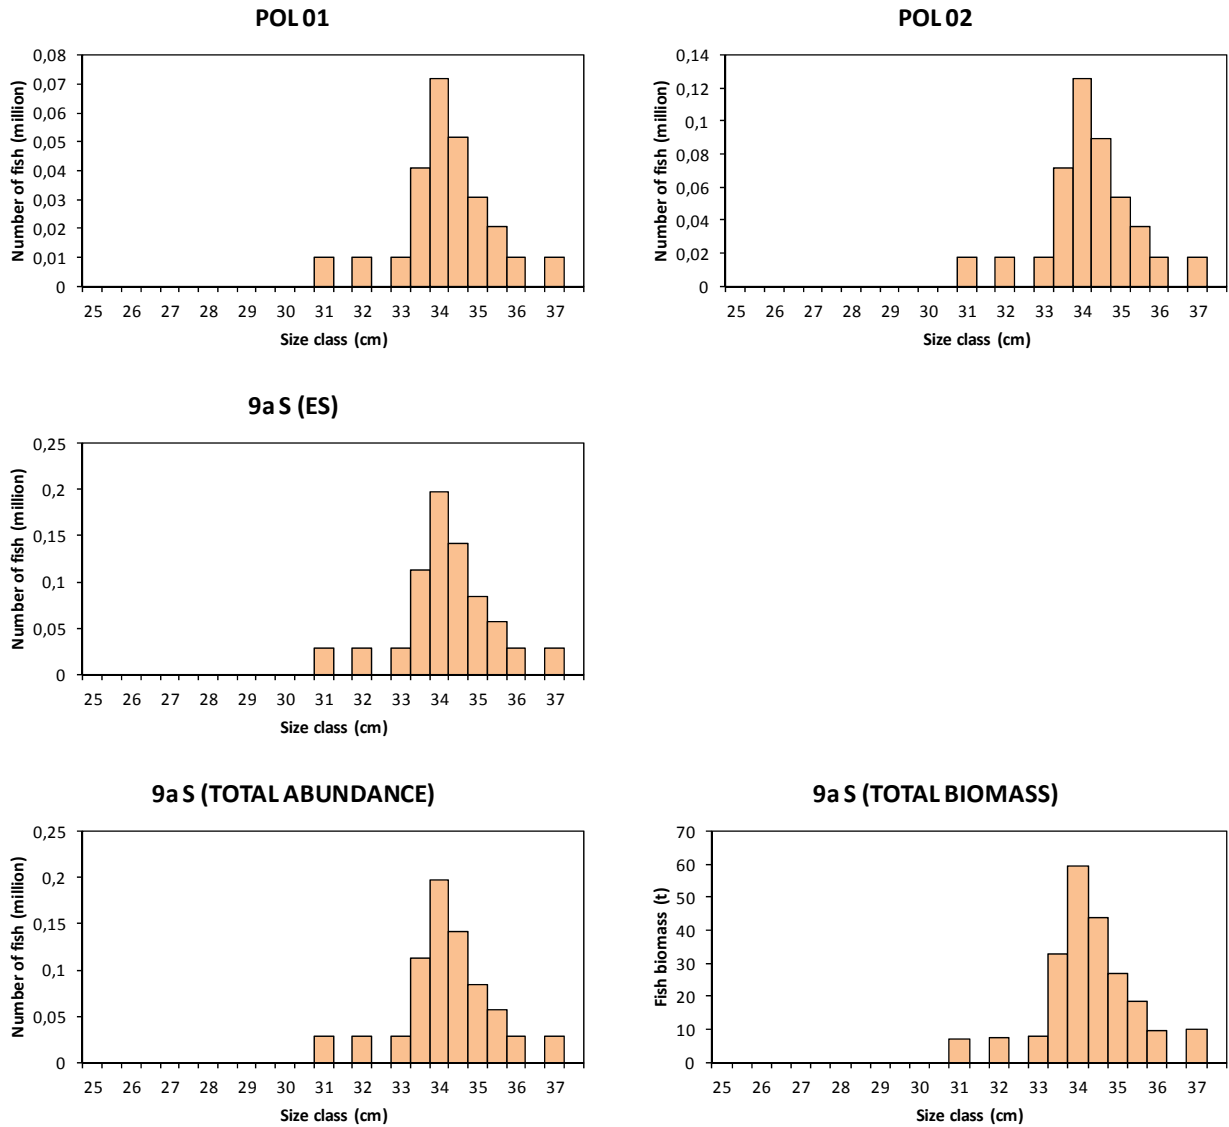 POL 01
0,08
0,07
0,06
0,05
0,04
0,03
0,02
0,01
0
Number of fish (million)
25 26 27 28 29 30 31 32 33 34 35 36 37
Size class (cm)
POL 02
0,14
0,12
0,1
0,08
0,06
0,04
0,02
0
Number of fish (million)
25 26 27 28 29 30 31 32 33 34 35 36 37
Size class (cm)
9a S (ES)
0,25
0,2
0,15
0,1
0,05
0
Number of fish (million)
25 26 27 28 29 30 31 32 33 34 35 36 37
Size class (cm)
9a S (TOTAL ABUNDANCE)
0,25
0,2
0,15
0,1
0,05
0
Number of fish (million)
25 26 27 28 29 30 31 32 33 34 35 36 37
Size class (cm)
9a S (TOTAL BIOMASS)
70
60
50
40
30
20
10
0
Fish biomass (t)
25 26 27 28 29 30 31 32 33 34 35 36 37
Size class (cm)